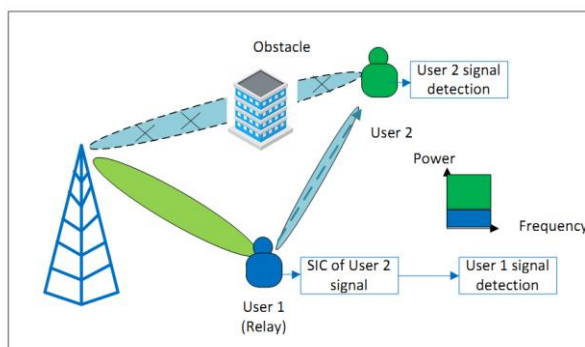 Obstacle
User 2 signal
detection
User 2
Power
Frequency
SIC of User 2
signal
User 1 signal
detection
User 1
(Relay)